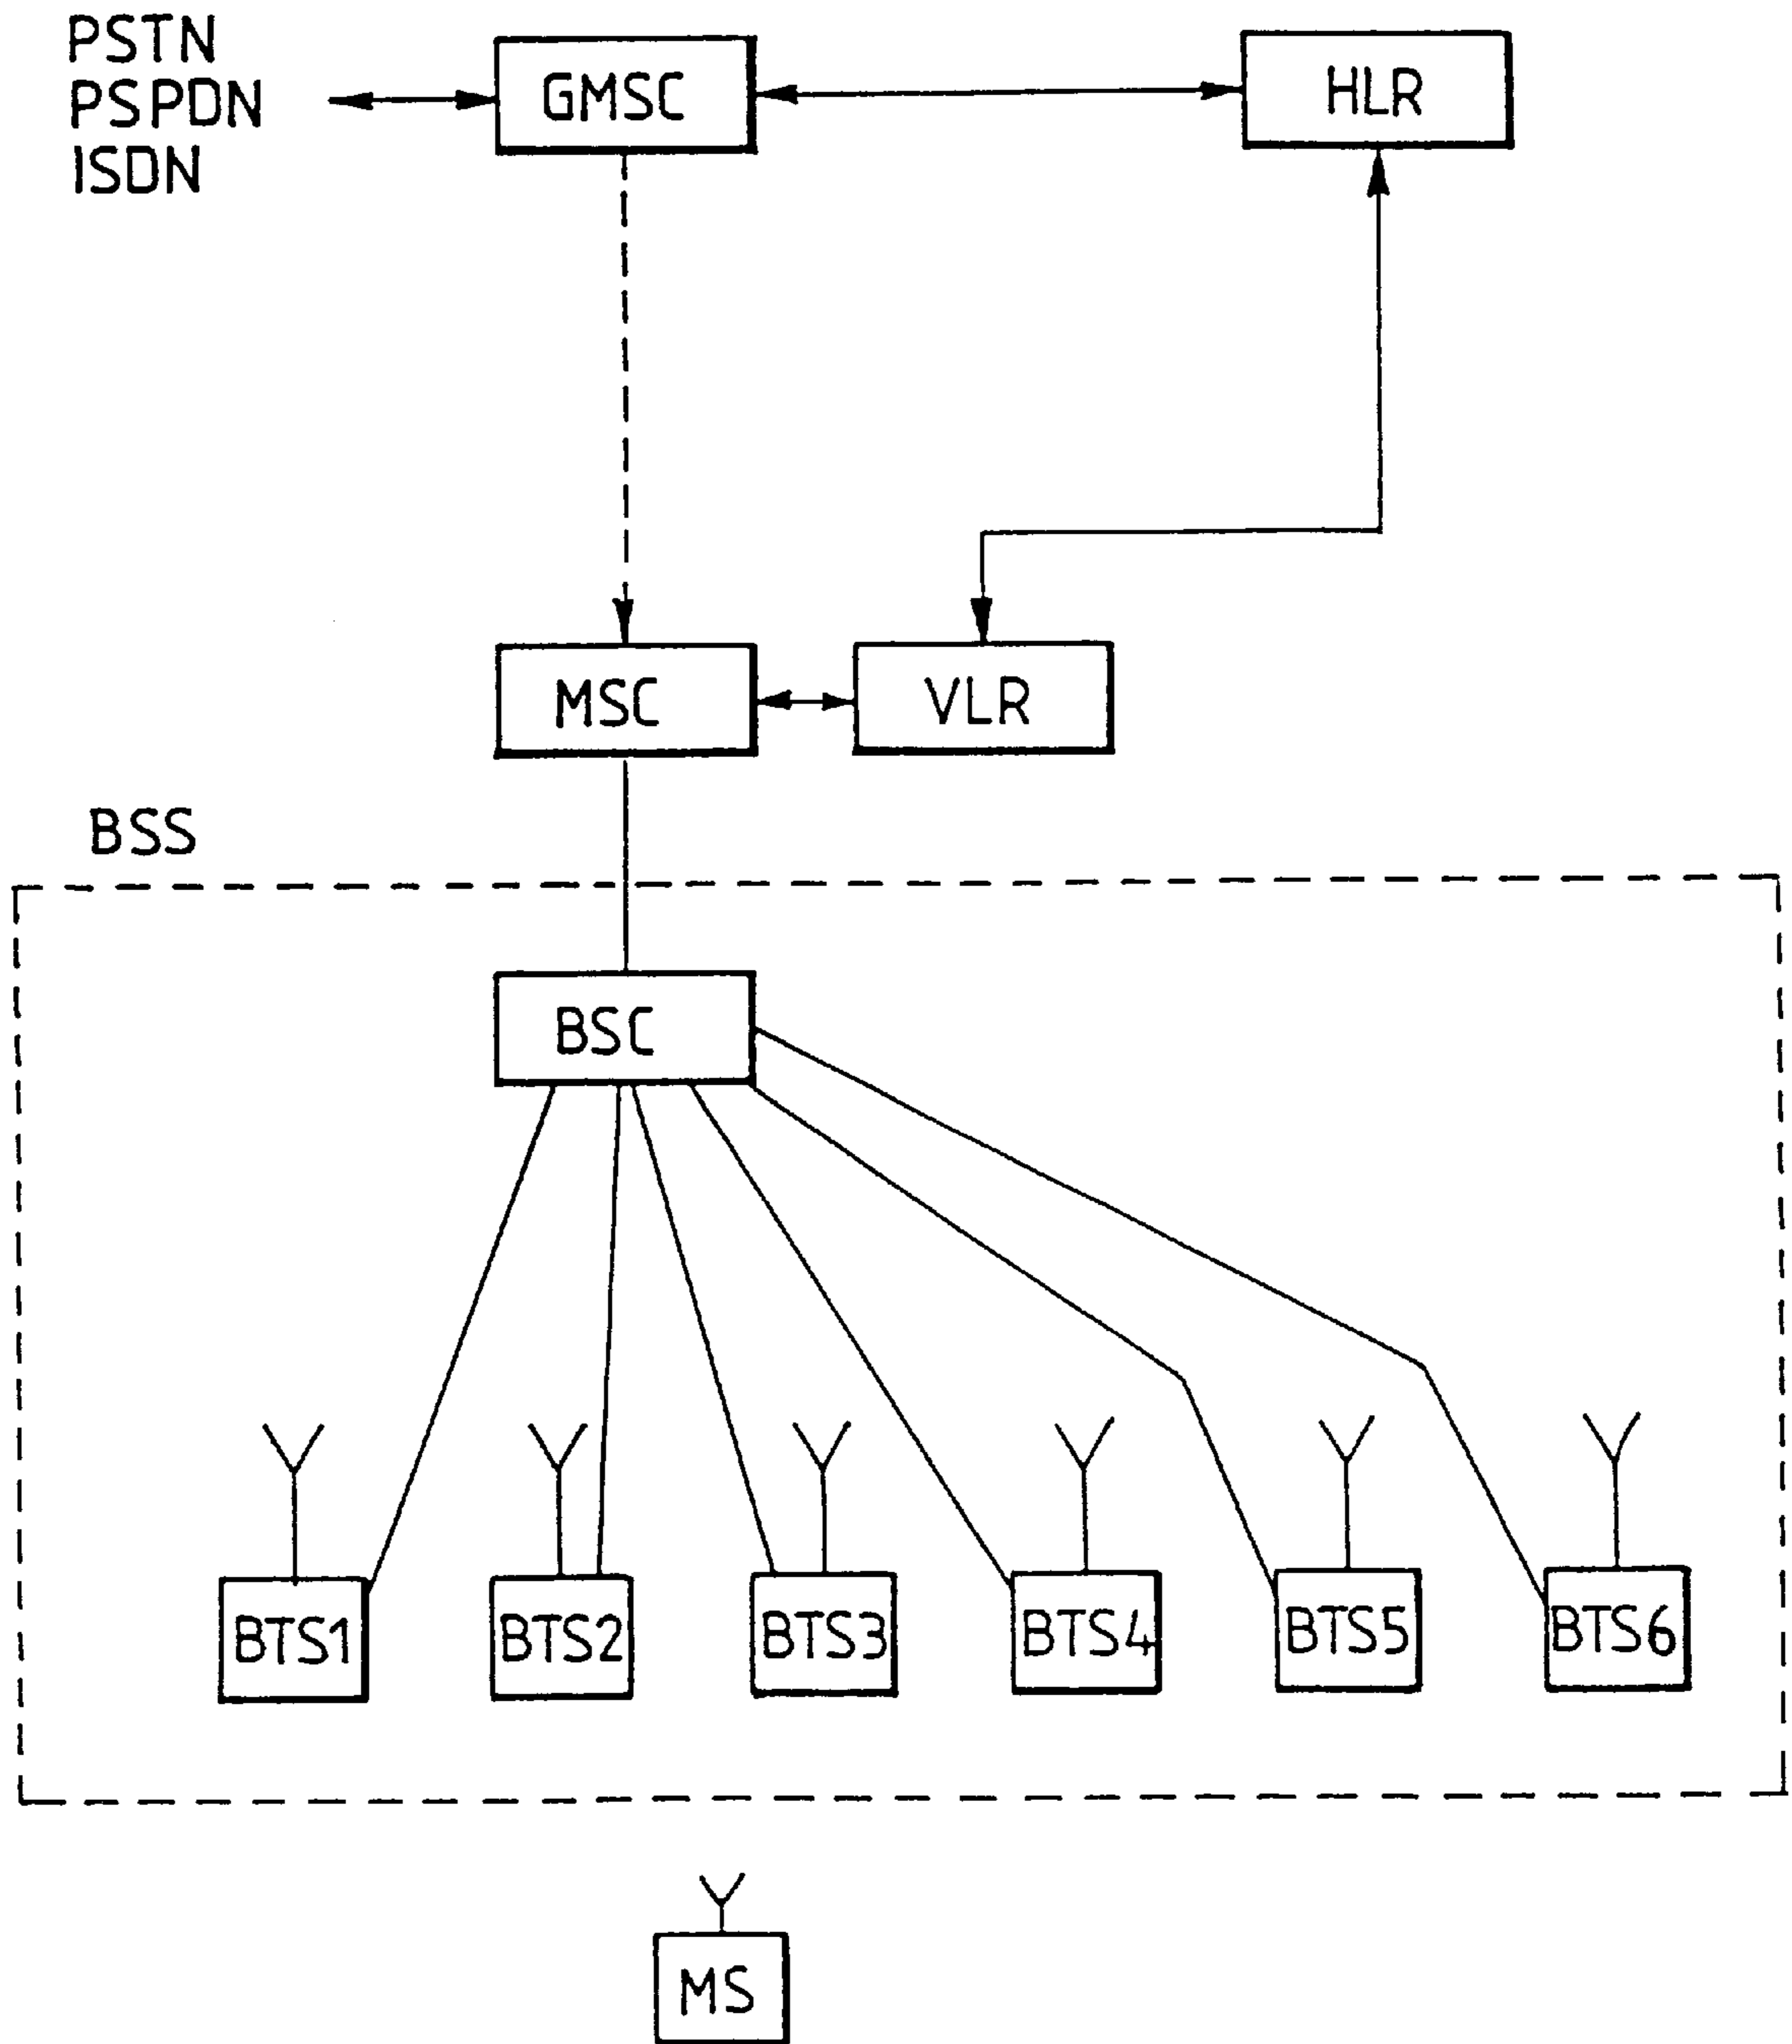 PSTN
PSPDN
ISDN
GMSC
HLR
MSC
VLR
BSS
BSC
BTS1
BTS2
BTS3
BTS4
BTS5
BTS6
MS